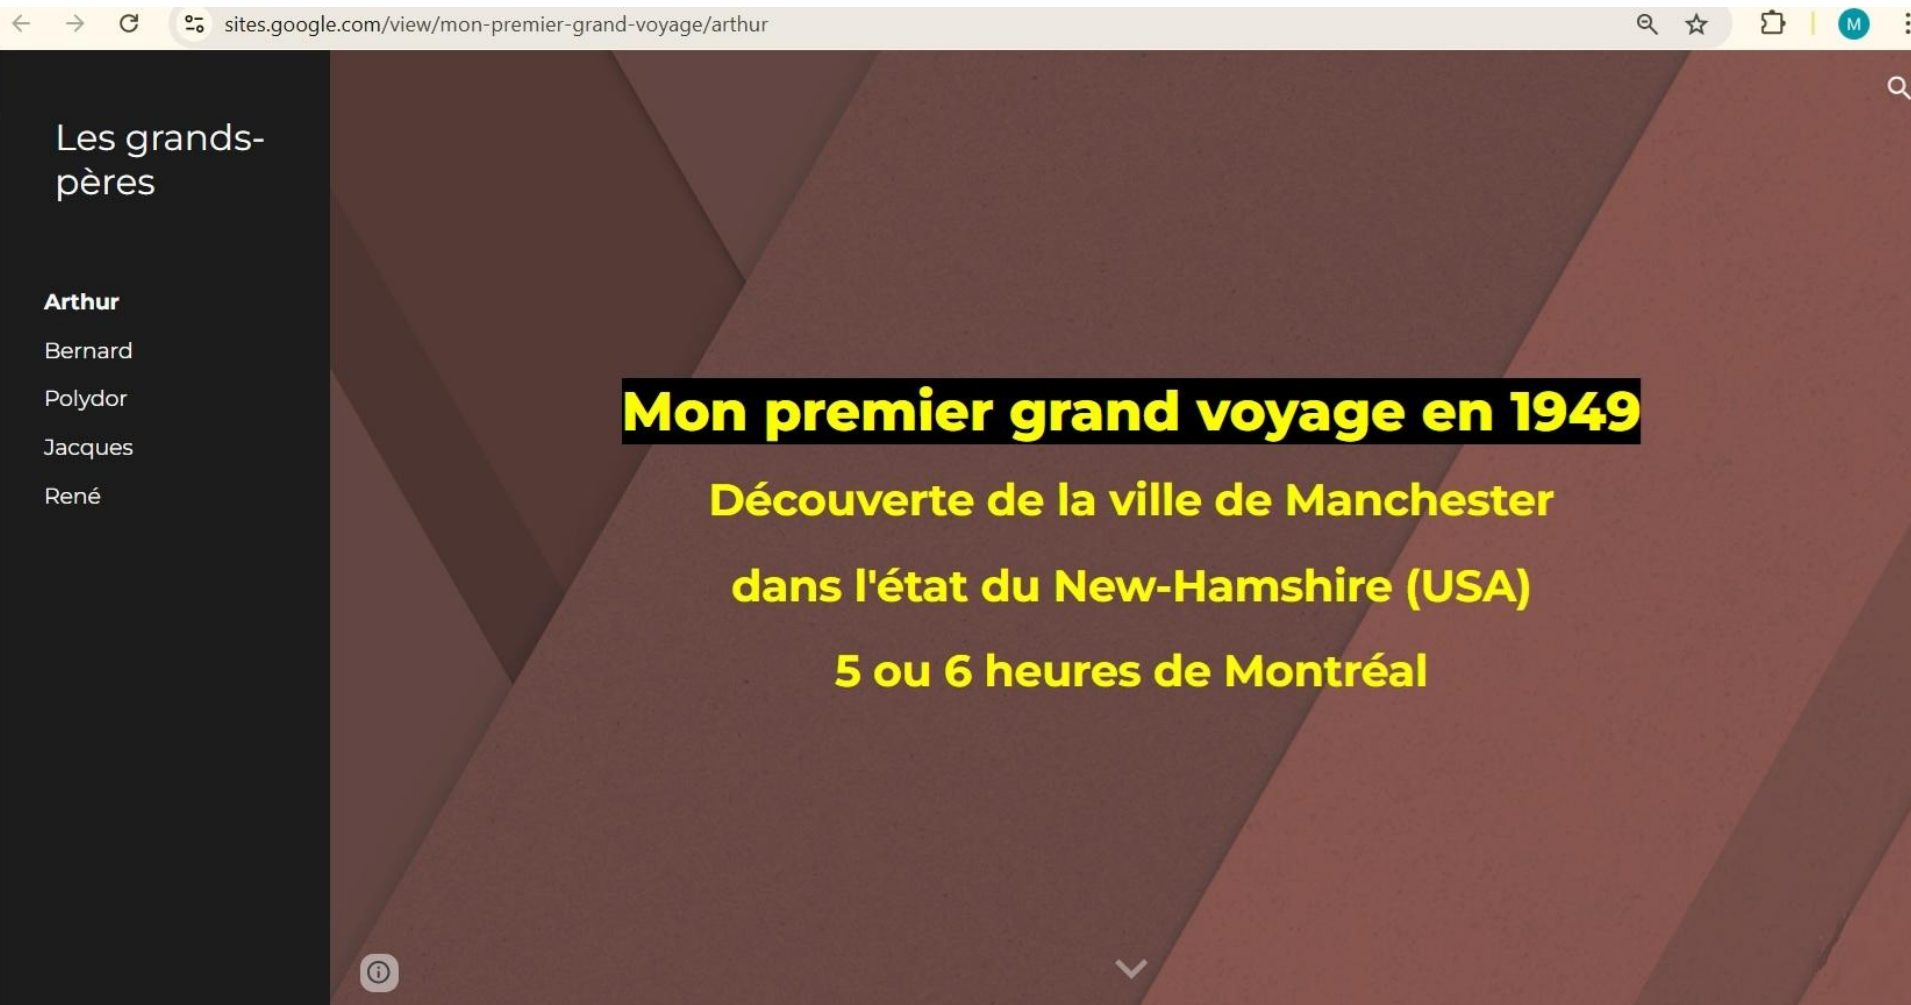 sites.google.com/view/mon-premier-grand-voyage/arthur
M
Les grands-
pères
Arthur
Bernard
Polydor
Jacques
René
Mon premier grand voyage en 1949
Découverte de la ville de Manchester
dans l'état du New-Hamshire (USA)
5 ou 6 heures de Montréal